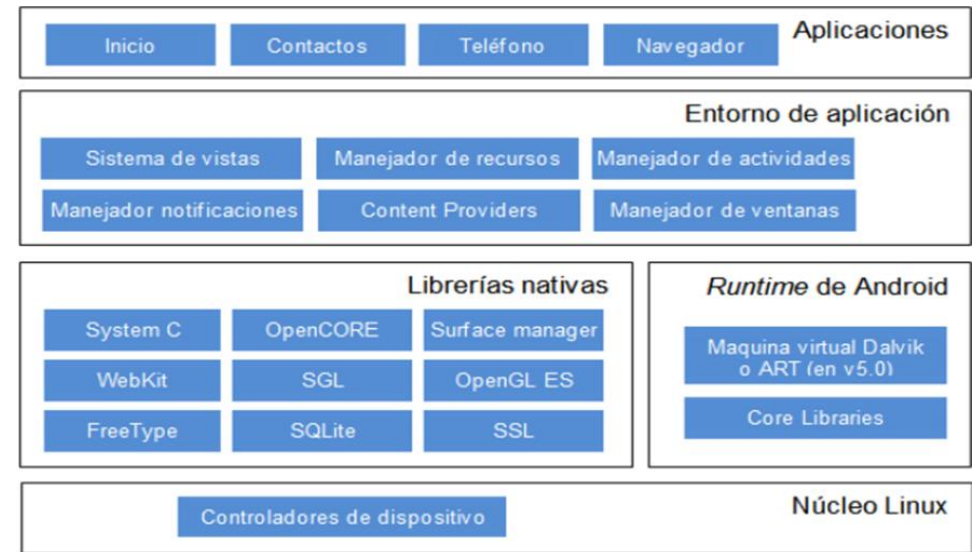 Aplicaciones
Inicio
Contactos
Teléfono
Navegador
Entorno de aplicación
Sistema de vistas
Manejador de recursos
Manejador de actividades
Manejador notificaciones
Content Providers
Manejador de ventanas
Librerías nativas
System C
OpenCORE
Surface manager
WebKit
SGL
OpenGL ES
FreeType
SQLite
SSL
Runtime de Android
Maquina virtual Dalvik
o ART (en v5.0)
Core Libraries
Núcleo Linux
Controladores de dispositivo